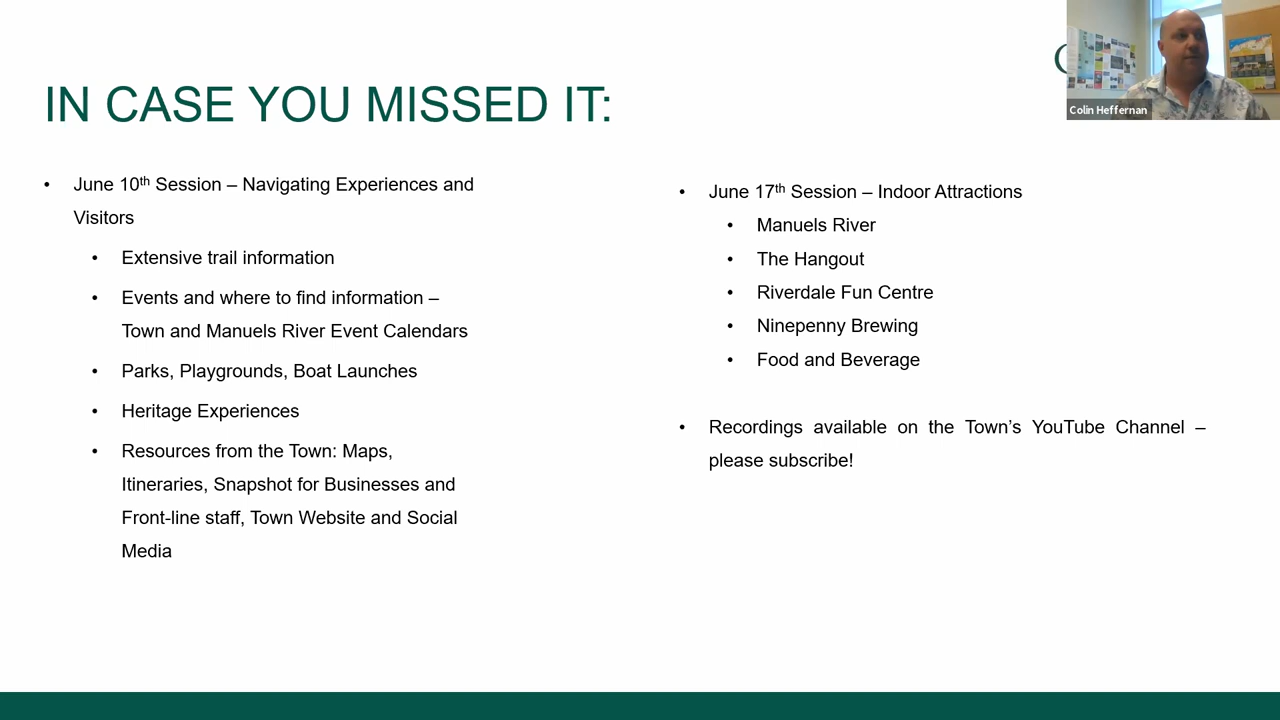 IN CASE YOU MISSED IT:
• June 10th Session – Navigating Experiences and
Visitors
• Extensive trail information
• Events and where to find information –
Town and Manuels River Event Calendars
• Parks, Playgrounds, Boat Launches
• Heritage Experiences
• Resources from the Town: Maps,
Itineraries, Snapshot for Businesses and
Front-line staff, Town Website and Social
Media
• June 17th Session – Indoor Attractions
• Manuels River
• The Hangout
• Riverdale Fun Centre
• Ninepenny Brewing
• Food and Beverage
• Recordings available on the Town’s YouTube Channel –
please subscribe!
Colin Heffernan